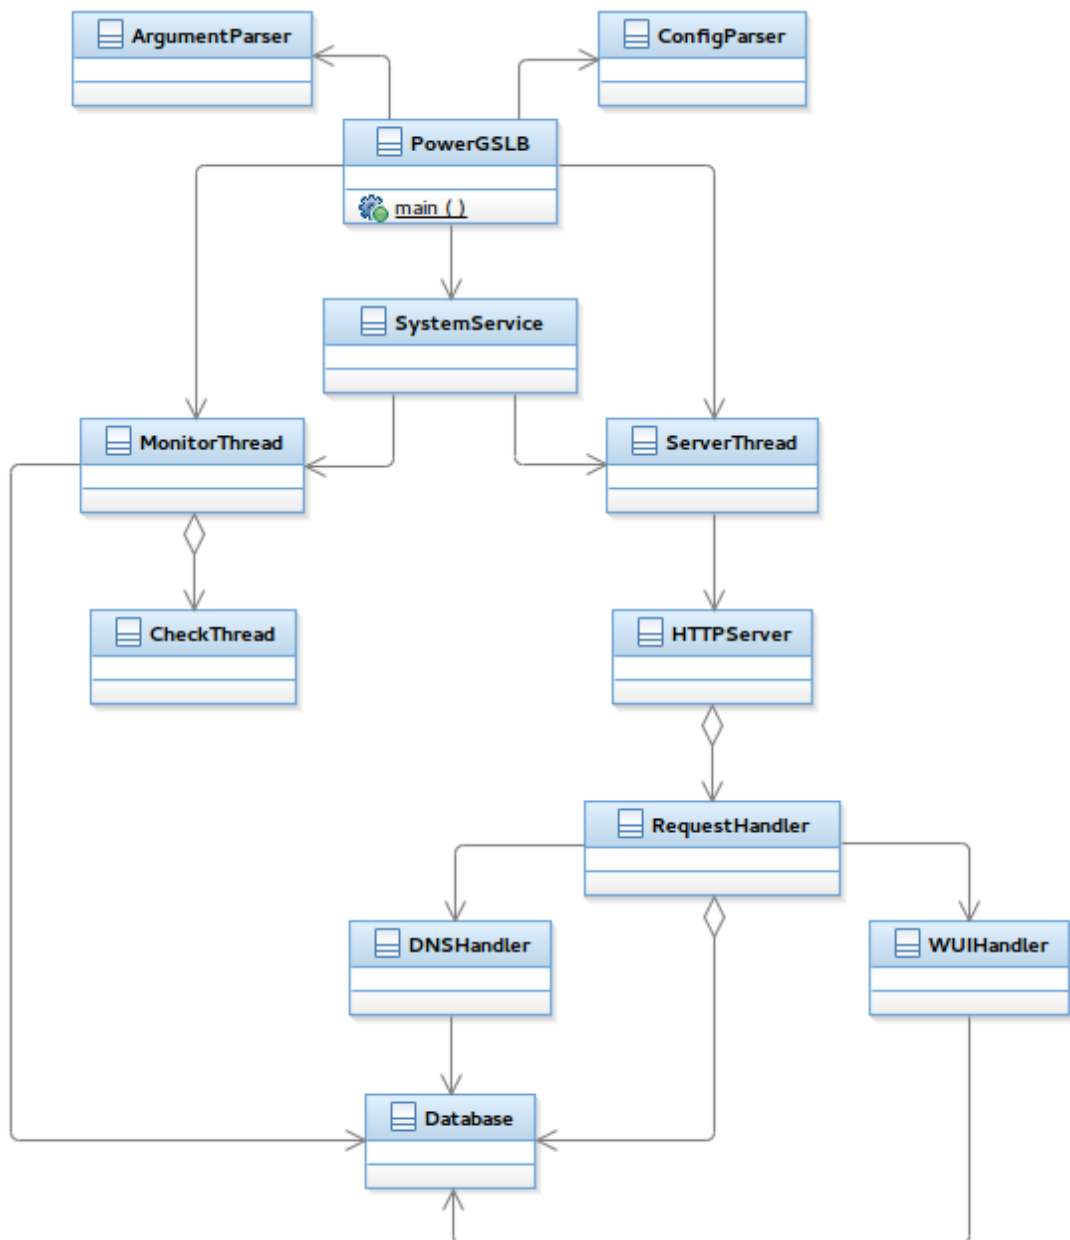 ArgumentParser
ConfigParser
PowerGSLB
main ( )
SystemService
MonitorThread
ServerThread
CheckThread
HTTPServer
RequestHandler
DNSHandler
WUIHandler
Database